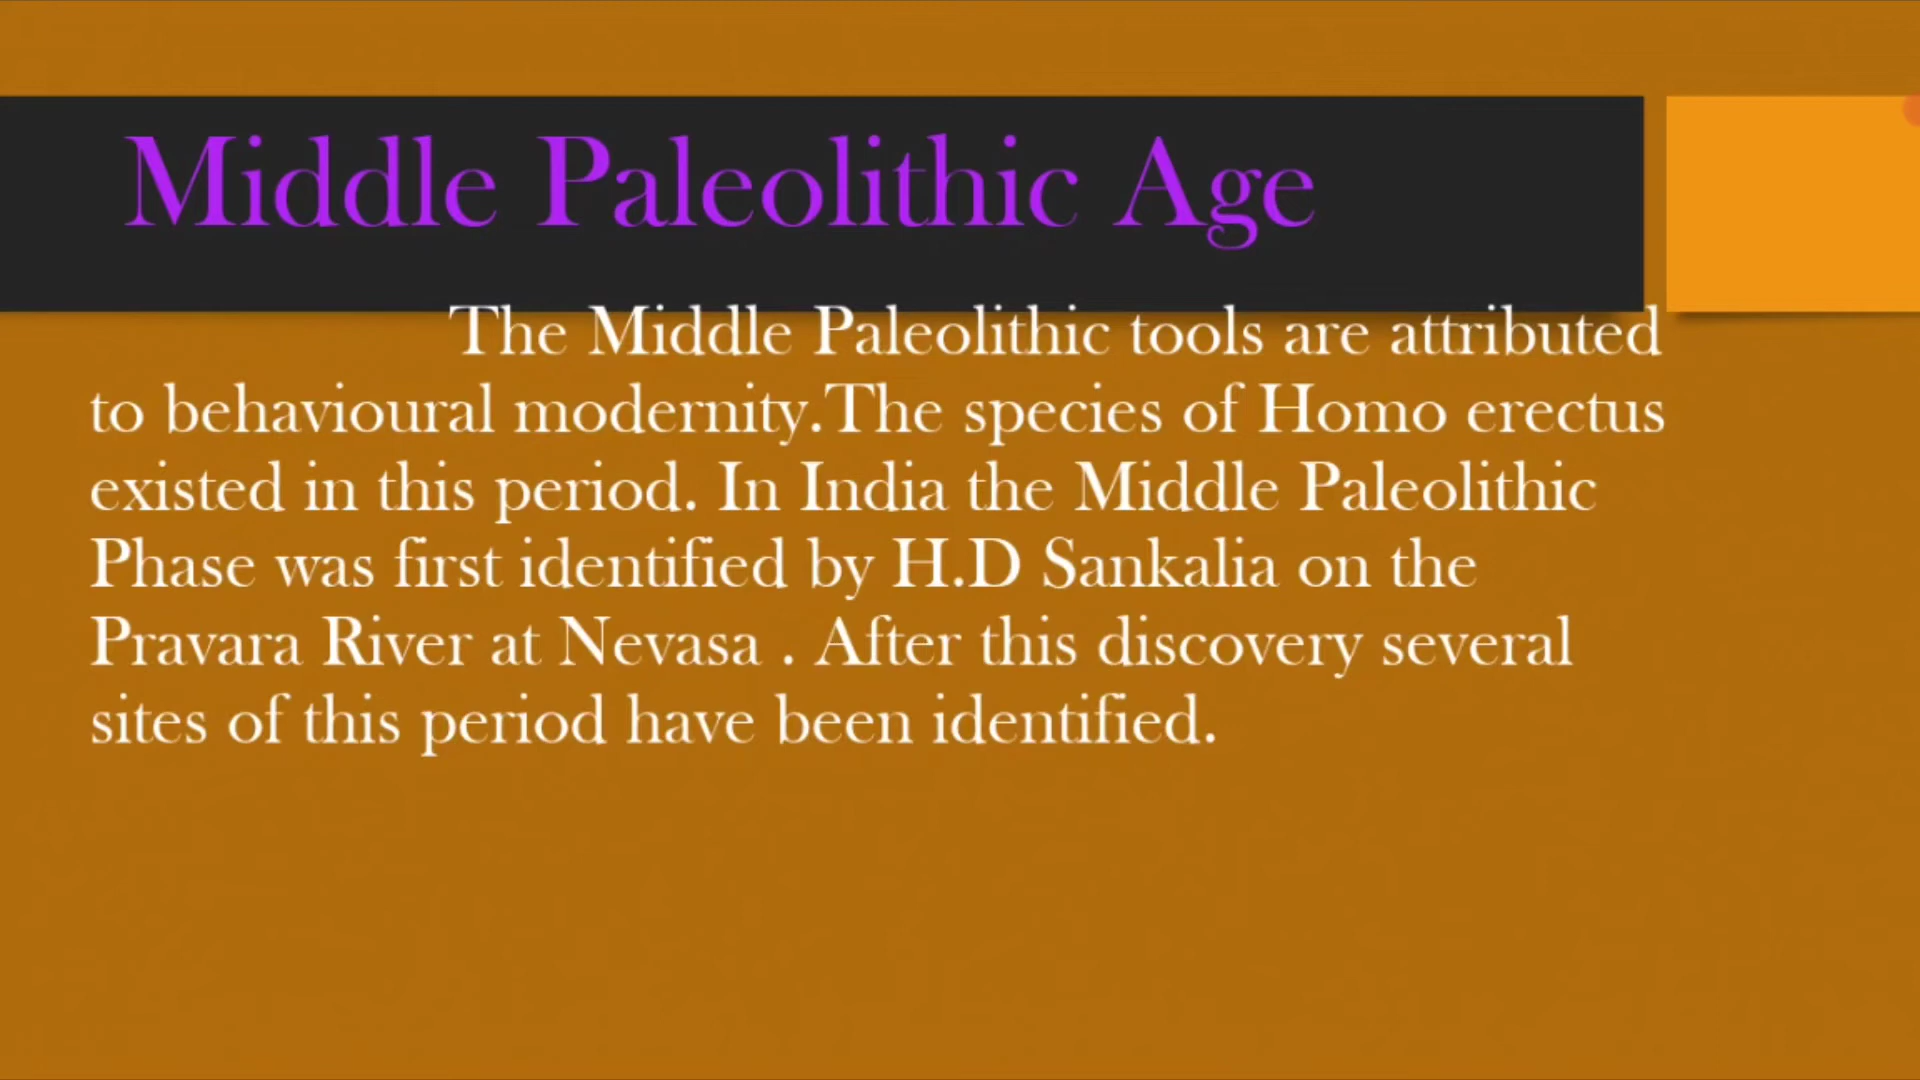 Middle Paleolithic Age
The Middle Paleolithic tools are attributed
to behavioural modernity.The species of Homo erectus
existed in this period. In India the Middle Paleolithic
Phase was first identified by H.D Sankalia on the
Pravara River at Nevasa . After this discovery several
sites of this period have been identified.